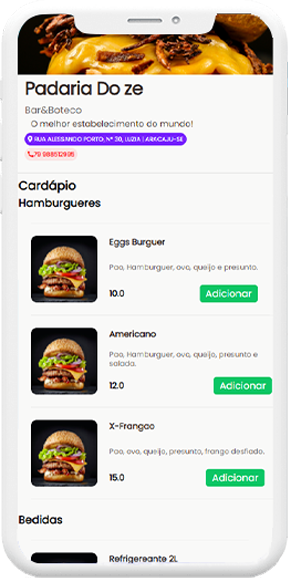 Padaria Do ze
Bar&Boteco
O melhor estabelecimento do mundo!
RUA ALESSANDO PORTO, Nº 30, LUZIA | ARACAJU-SE
79 988512995
Cardápio
Hamburgueres
Eggs Burguer
Pao, Hamburguer, ovo, queijo e presunto.
10.0
Adicionar
Americano
Pao, Hamburguer, ovo, queijo, presunto e
salada.
12.0
Adicionar
X-Frangao
Pao, ovo, queijo, presunto, frango desfiado.
15.0
Adicionar
Bedidas
Refrigereante 2L